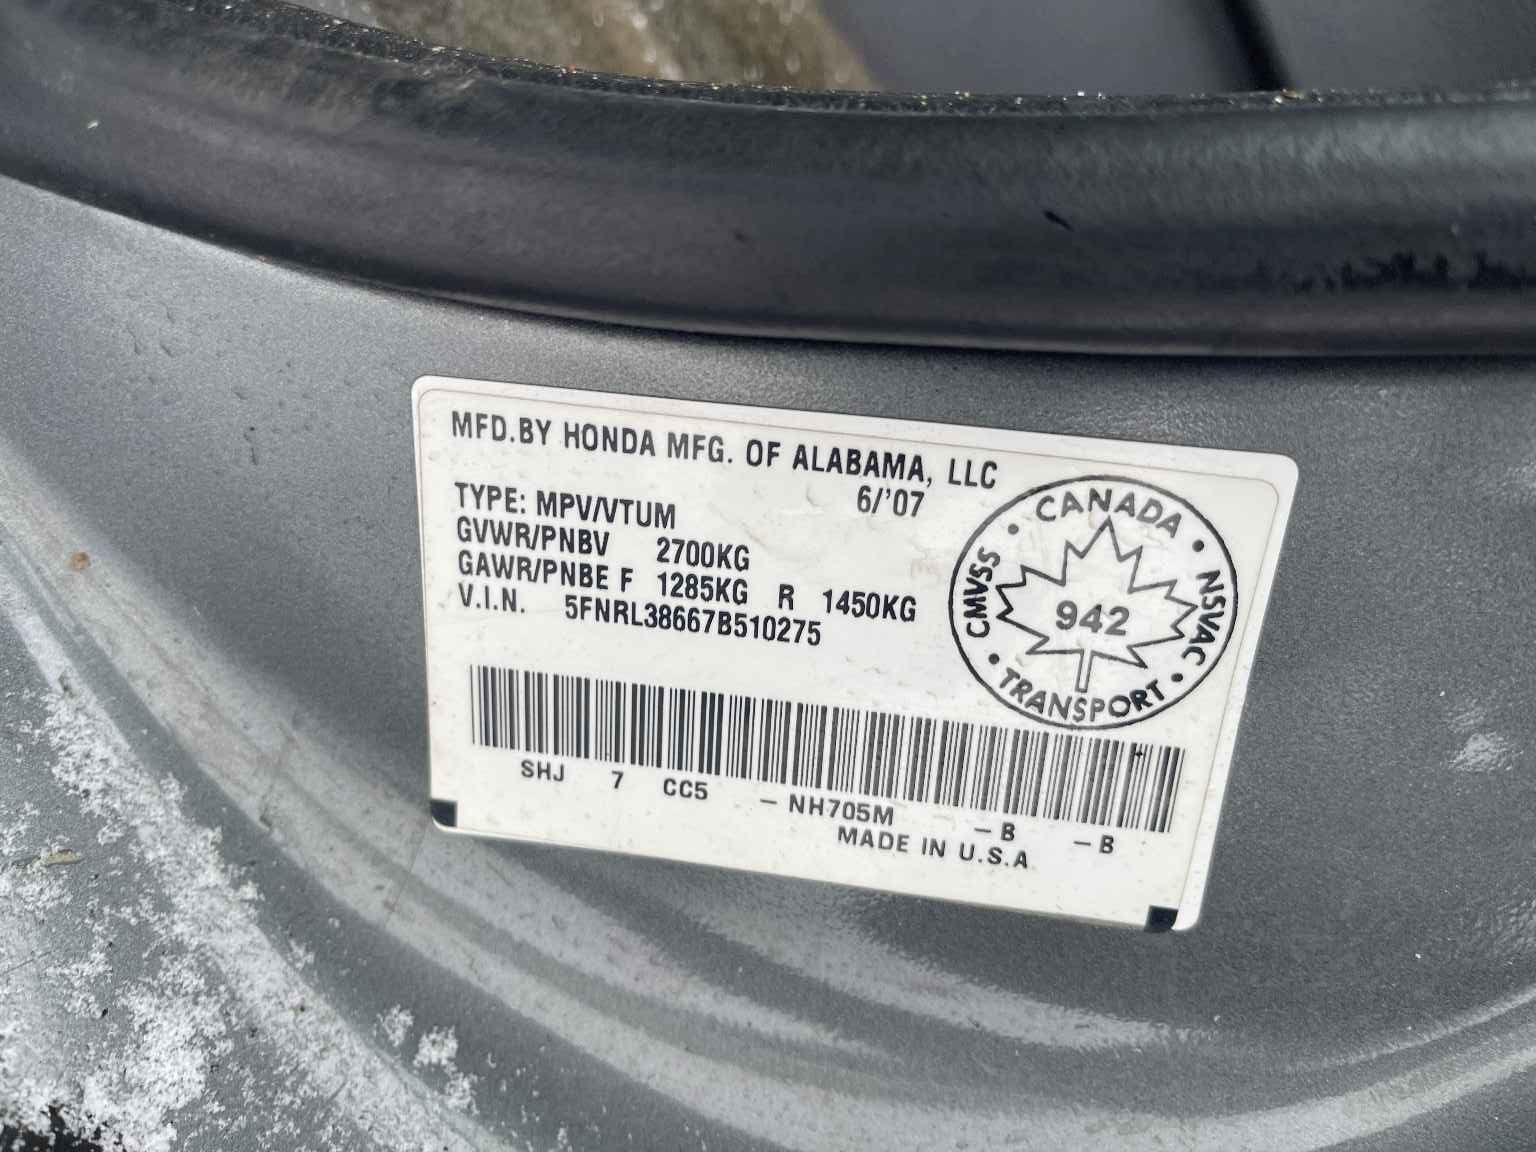 MFD.BY HONDA MFG. OF ALABAMA, LLC
6/'07
TYPE: MPV/VTUM
GVWR/PNBV 2700KG
GAWR/PNBE F 1285KG R 1450KG
V.I.N. 5FNRL38667B510275
CANADA
CMVSS
942
NSVAC
TRANSPORT
SHJ 7 CC5 - NH705M - B - B
MADE IN U.S.A